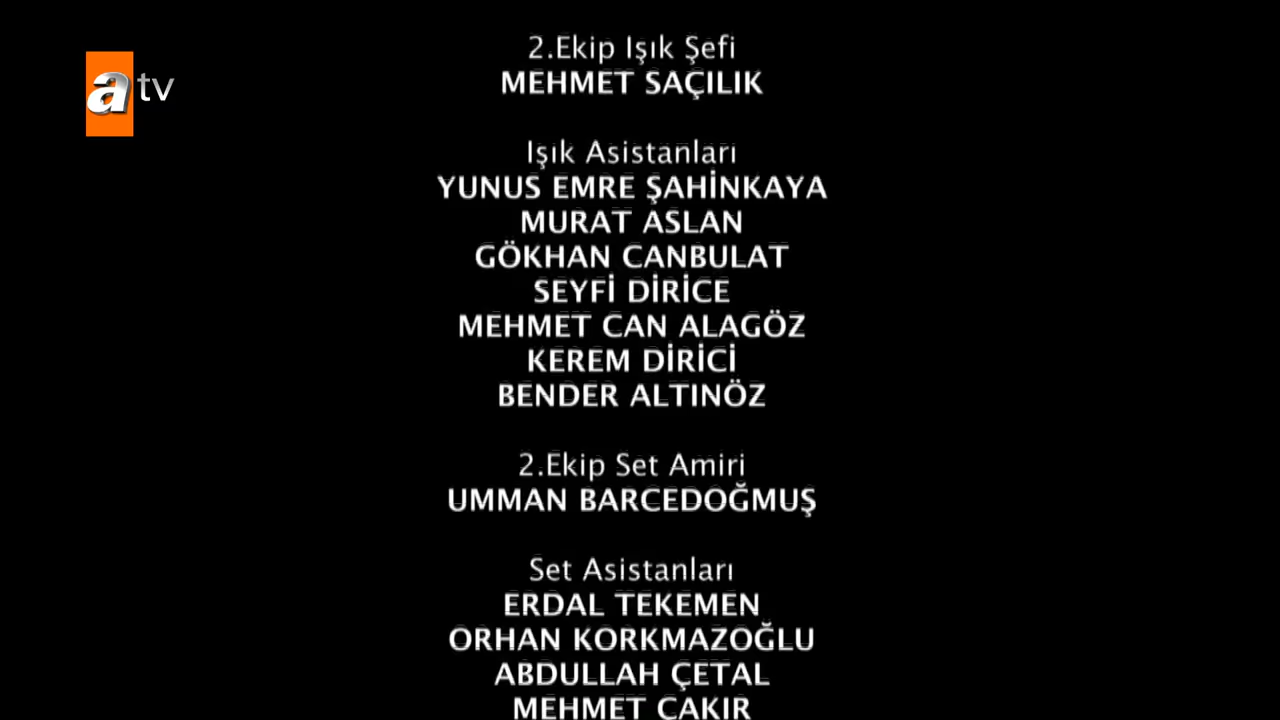 atv
2.Ekip Işık Şefi
MEHMET SAÇILIK
Işık Asistanları
YUNUS EMRE ŞAHİNKAYA
MURAT ASLAN
GÖKHAN CANBULAT
SEYFİ DİRİCE
MEHMET CAN ALAGÖZ
KEREM DİRİCİ
BENDER ALTINÖZ
2.Ekip Set Amiri
UMMAN BARCEDOĞMUŞ
Set Asistanları
ERDAL TEKEMEN
ORHAN KORKMAZOĞLU
ABDULLAH ÇETAL
MEHMET